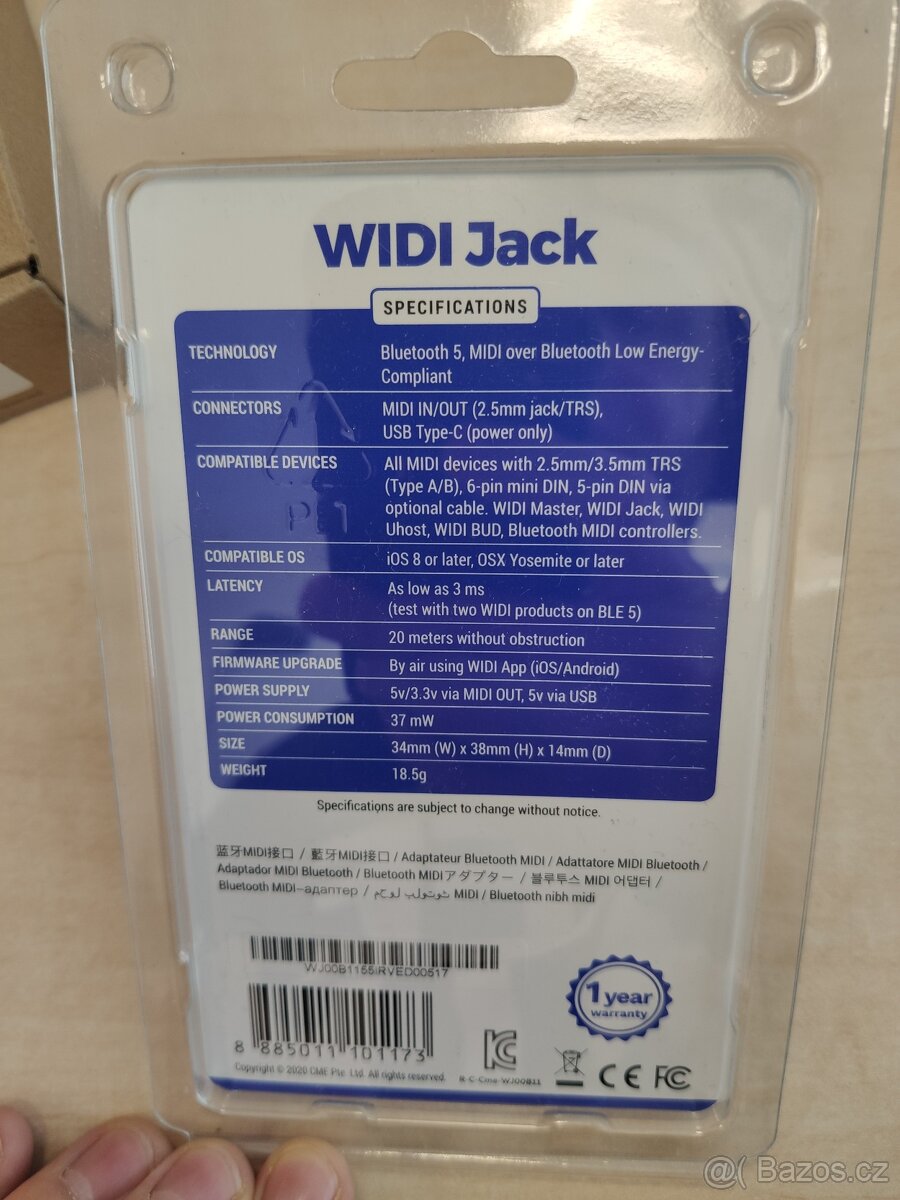 WIDI Jack
SPECIFICATIONS
TECHNOLOGY Bluetooth 5, MIDI over Bluetooth Low Energy-
Compliant
CONNECTORS MIDI IN/OUT (2.5mm jack/TRS),
USB Type-C (power only)
COMPATIBLE DEVICES All MIDI devices with 2.5mm/3.5mm TRS
(Type A/B), 6-pin mini DIN, 5-pin DIN via
optional cable. WIDI Master, WIDI Jack, WIDI
Uhost, WIDI BUD, Bluetooth MIDI controllers.
COMPATIBLE OS iOS 8 or later, OSX Yosemite or later
LATENCY As low as 3 ms
(test with two WIDI products on BLE 5)
RANGE 20 meters without obstruction
FIRMWARE UPGRADE By air using WIDI App (iOS/Android)
POWER SUPPLY 5v/3.3v via MIDI OUT, 5v via USB
POWER CONSUMPTION 37 mW
SIZE 34mm (W) x 38mm (H) x 14mm (D)
WEIGHT 18.5g
Specifications are subject to change without notice.
蓝牙MIDI接口 / 藍牙MIDI接口 / Adaptateur Bluetooth MIDI / Adattatore MIDI Bluetooth /
Adaptador MIDI Bluetooth / Bluetooth MIDIアダプター / 블루투스 MIDI 어댑터 /
Bluetooth MIDI-адаптер / MIDI / Bluetooth nibh midi
WJ00B1155IRVED00517
8 885011 101173
1 year
warranty
Copyright © 2020 CME Pte. Ltd. All rights reserved.
R-C-Cme-WJ00B11
CE FC
@( Bazos.cz